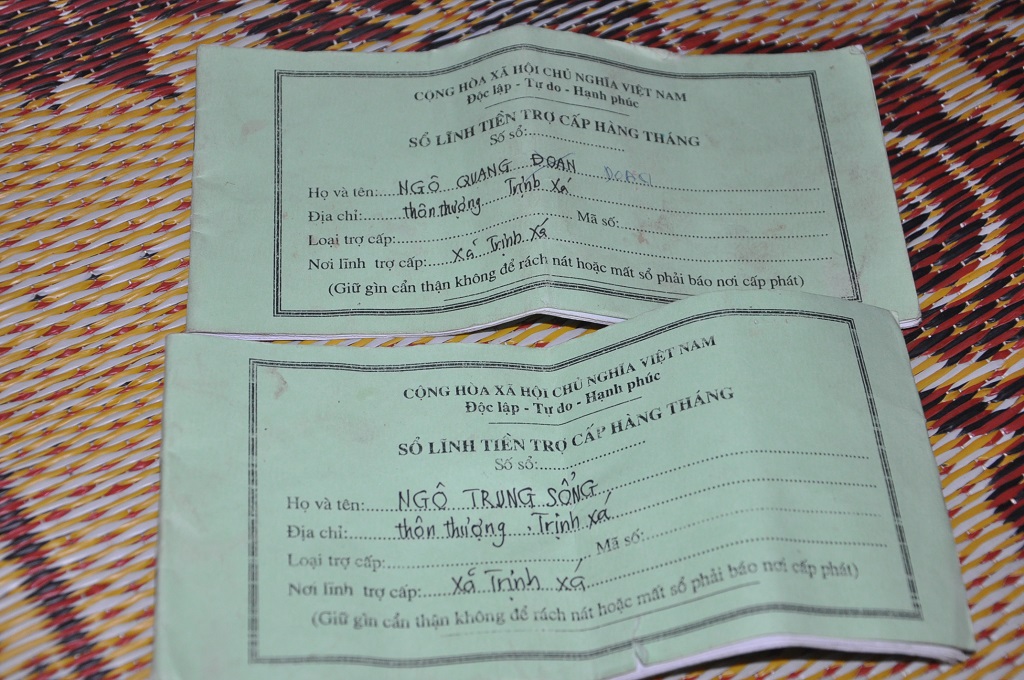 CỘNG HÒA XÃ HỘI CHỦ NGHĨA VIỆT NAM
Độc lập - Tự do - Hạnh phúc
SỔ LĨNH TIỀN TRỢ CẤP HÀNG THÁNG
Số sổ:
Họ và tên: NGÔ QUANG ĐOAN
Địa chỉ: thôn thượng Trịnh Xá
Loại trợ cấp: Mã số:
Nơi lĩnh trợ cấp: Xã Trịnh Xá
(Giữ gìn cẩn thận không để rách nát hoặc mất sổ phải báo nơi cấp phát)
CỘNG HÒA XÃ HỘI CHỦ NGHĨA VIỆT NAM
Độc lập - Tự do - Hạnh phúc
SỔ LĨNH TIỀN TRỢ CẤP HÀNG THÁNG
Số sổ:
Họ và tên: NGÔ TRUNG SỔNG
Địa chỉ: thôn thượng, Trịnh xá
Loại trợ cấp: Mã số:
Nơi lĩnh trợ cấp: Xã Trịnh xá
(Giữ gìn cẩn thận không để rách nát hoặc mất sổ phải báo nơi cấp phát)